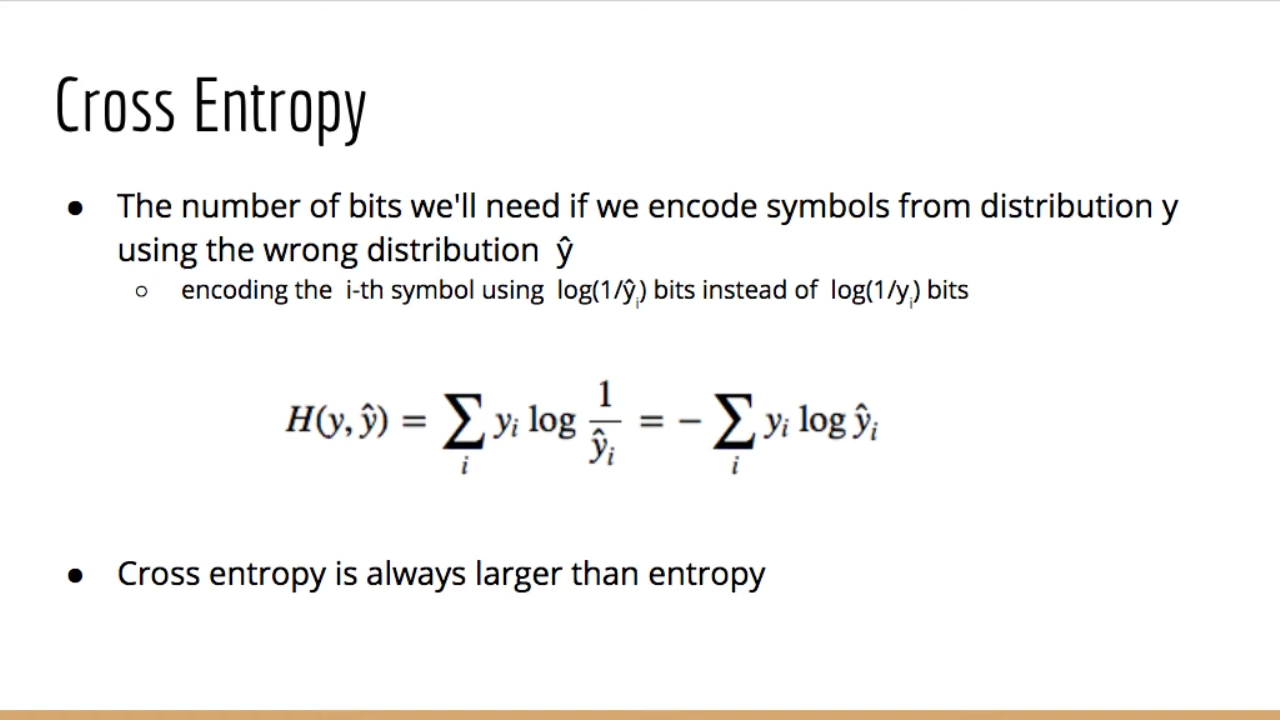 Cross Entropy
● The number of bits we'll need if we encode symbols from distribution y
using the wrong distribution ŷ
○ encoding the i-th symbol using log(1/ŷᵢ) bits instead of log(1/yᵢ) bits
H(y, ŷ) = ∑ᵢ yᵢ log 1/ŷᵢ = − ∑ᵢ yᵢ log ŷᵢ
● Cross entropy is always larger than entropy